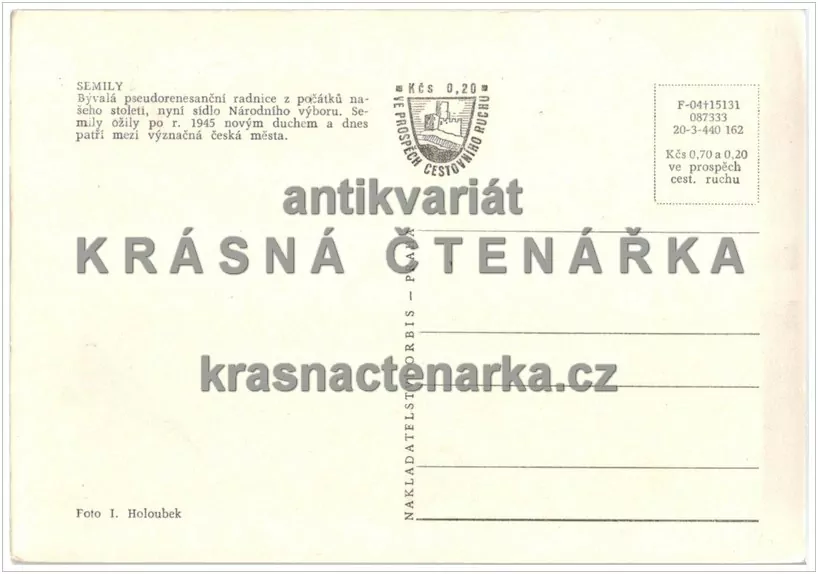 SEMILY
Bývalá pseudorenesanční radnice z počátků na-
šeho století, nyní sídlo Národního výboru. Se-
mily ožily po r. 1945 novým duchem a dnes
patří mezi význačná česká města.
Kčs 0,20
VE PROSPĚCH CESTOVNÍHO RUCHU
F-04†15131
087333
20-3-440 162
Kčs 0,70 a 0,20
ve prospěch
cest. ruchu
antikvariát
KRÁSNÁ ČTENÁŘKA
krasnactenarka.cz
NAKLADATELSTVÍ ORBIS — PRAHA
Foto I. Holoubek